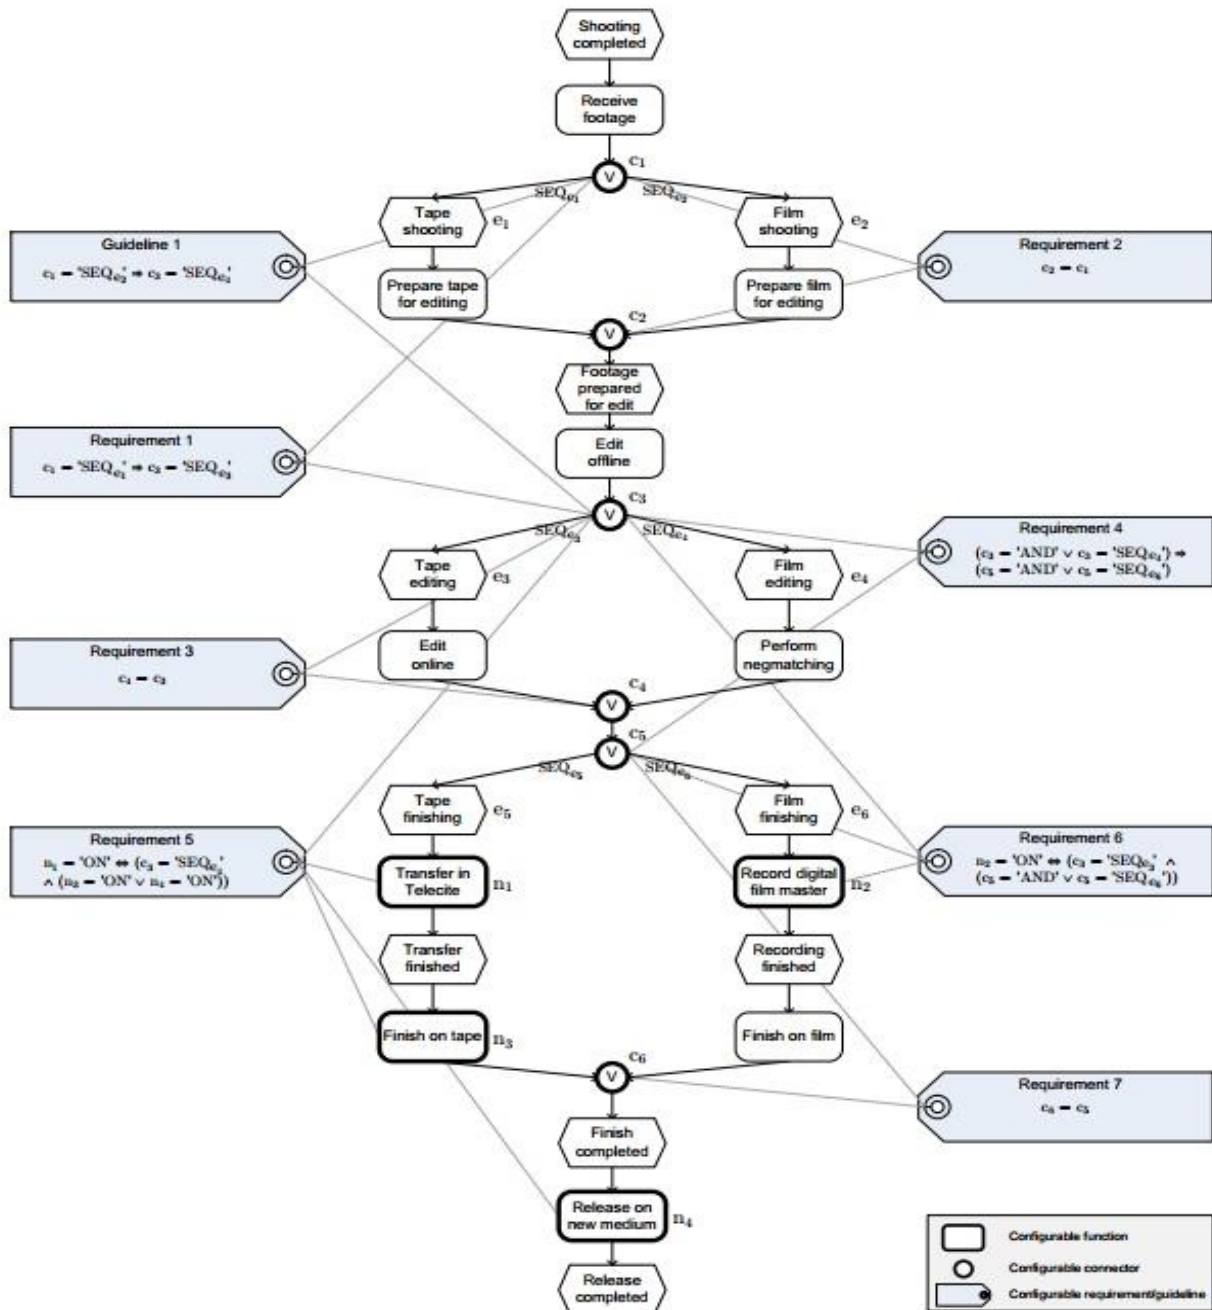 Shooting
completed
Receive
footage
c₁
V
SEQₑ₁
SEQₑ₂
Tape
shooting
e₁
Film
shooting
e₂
Guideline 1
c₁ = 'SEQₑ₂' ⇒ c₃ = 'SEQₑ₄'
Requirement 2
c₂ = c₁
Prepare tape
for editing
Prepare film
for editing
c₂
V
Footage
prepared
for edit
Requirement 1
c₁ = 'SEQₑ₁' ⇒ c₃ = 'SEQₑ₃'
Edit
offline
c₃
V
SEQₑ₃
SEQₑ₄
Requirement 4
(c₃ = 'AND' ∨ c₃ = 'SEQₑ₄') ⇒
(c₅ = 'AND' ∨ c₅ = 'SEQₑ₆')
Tape
editing
e₃
Film
editing
e₄
Requirement 3
c₄ = c₃
Edit
online
Perform
negmatching
c₄
V
c₅
V
SEQₑ₅
SEQₑ₆
Tape
finishing
e₅
Film
finishing
e₆
Requirement 5
n₁ = 'ON' ⇔ (c₃ =
∧ (n₃ = 'ON' ∨ n₄ = 'ON'))
Requirement 6
n₂ = 'ON' ⇔ (c₃ = 'SEQₑ₃' ∧
(c₅ = 'AND' ∨ c₅ = 'SEQₑ₆'))
Transfer in
Telecite
n₁
Record digital
film master
n₂
Transfer
finished
Recording
finished
Finish on tape
n₃
Finish on film
c₆
V
Requirement 7
c₆ = c₅
Finish
completed
Release on
new medium
n₄
Release
completed
Configurable function
Configurable connector
Configurable requirement/guideline